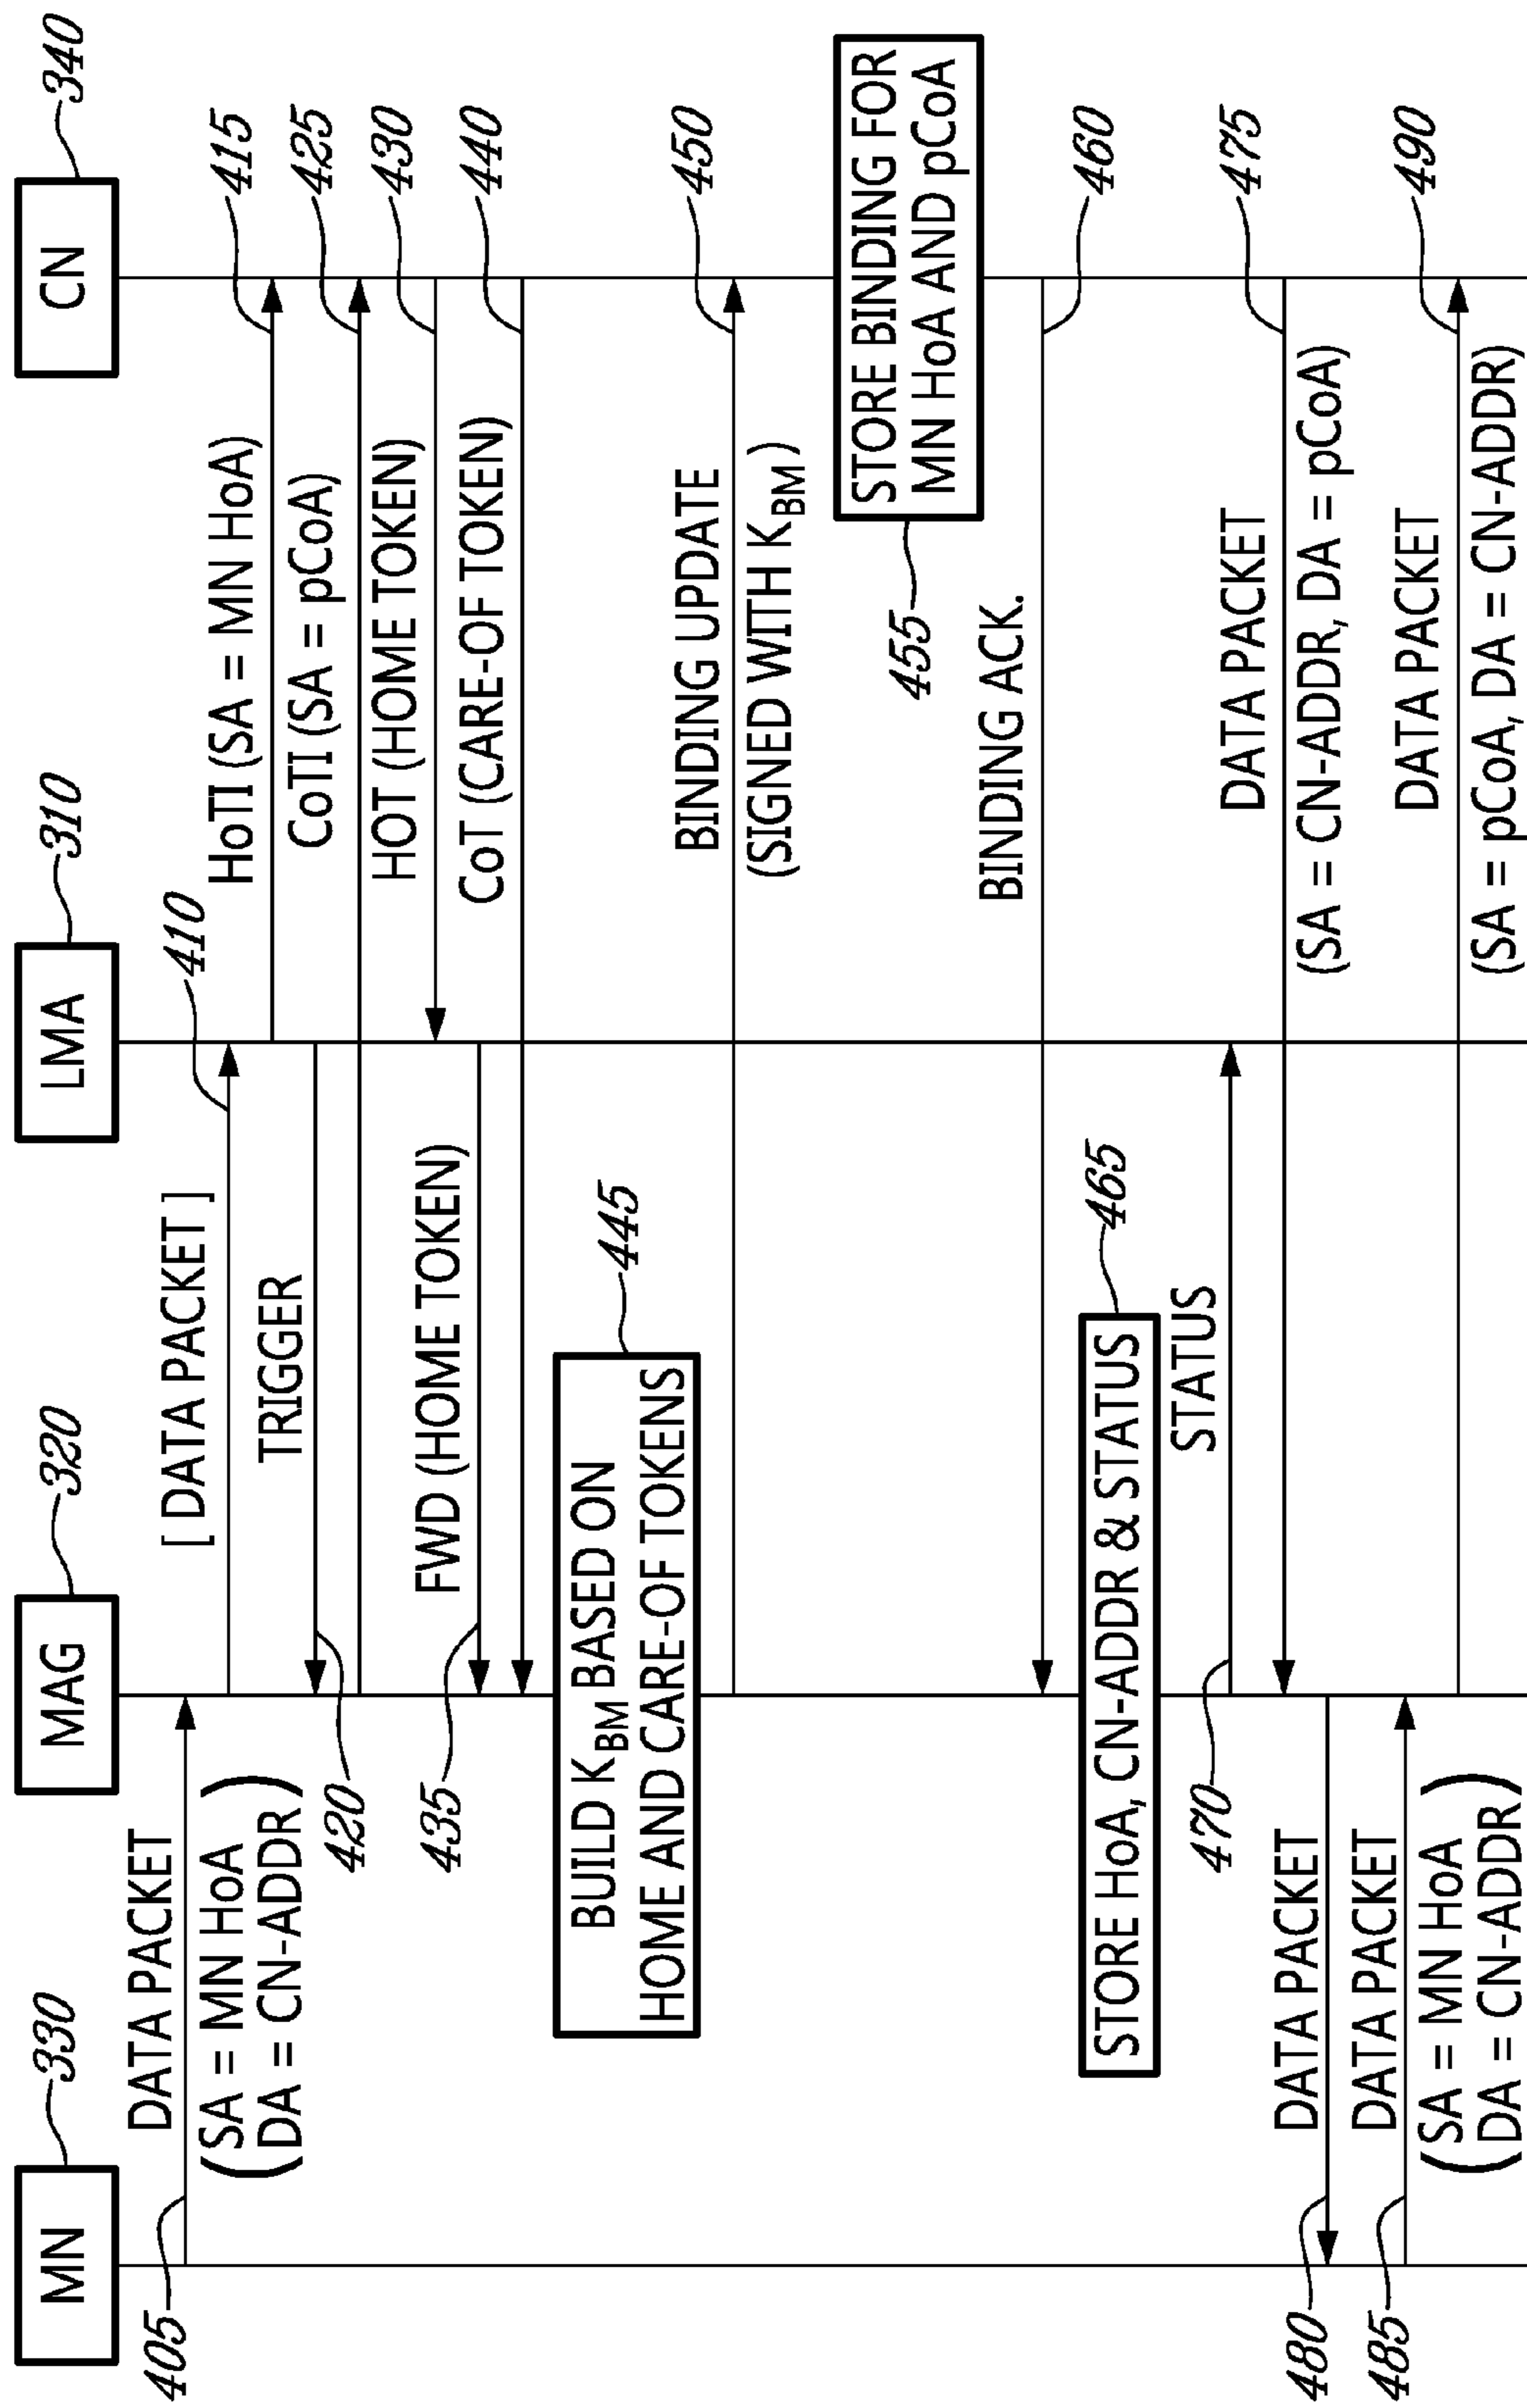 MN
330
MAG
320
LMA
310
CN
340
405
DATA PACKET
(SA = MN HoA
DA = CN-ADDR)
[ DATA PACKET ]
410
HoTI (SA = MN HoA)
415
TRIGGER
420
CoTI (SA = pCoA)
425
HOT (HOME TOKEN)
430
FWD (HOME TOKEN)
435
CoT (CARE-OF TOKEN)
440
BUILD KBM BASED ON
HOME AND CARE-OF TOKENS
445
BINDING UPDATE
(SIGNED WITH KBM)
450
STORE BINDING FOR
MN HoA AND pCoA
455
BINDING ACK.
460
STORE HoA, CN-ADDR & STATUS
465
STATUS
470
DATA PACKET
(SA = CN-ADDR, DA = pCoA)
475
DATA PACKET
480
DATA PACKET
(SA = MN HoA
DA = CN-ADDR)
485
DATA PACKET
(SA = pCoA, DA = CN-ADDR)
490